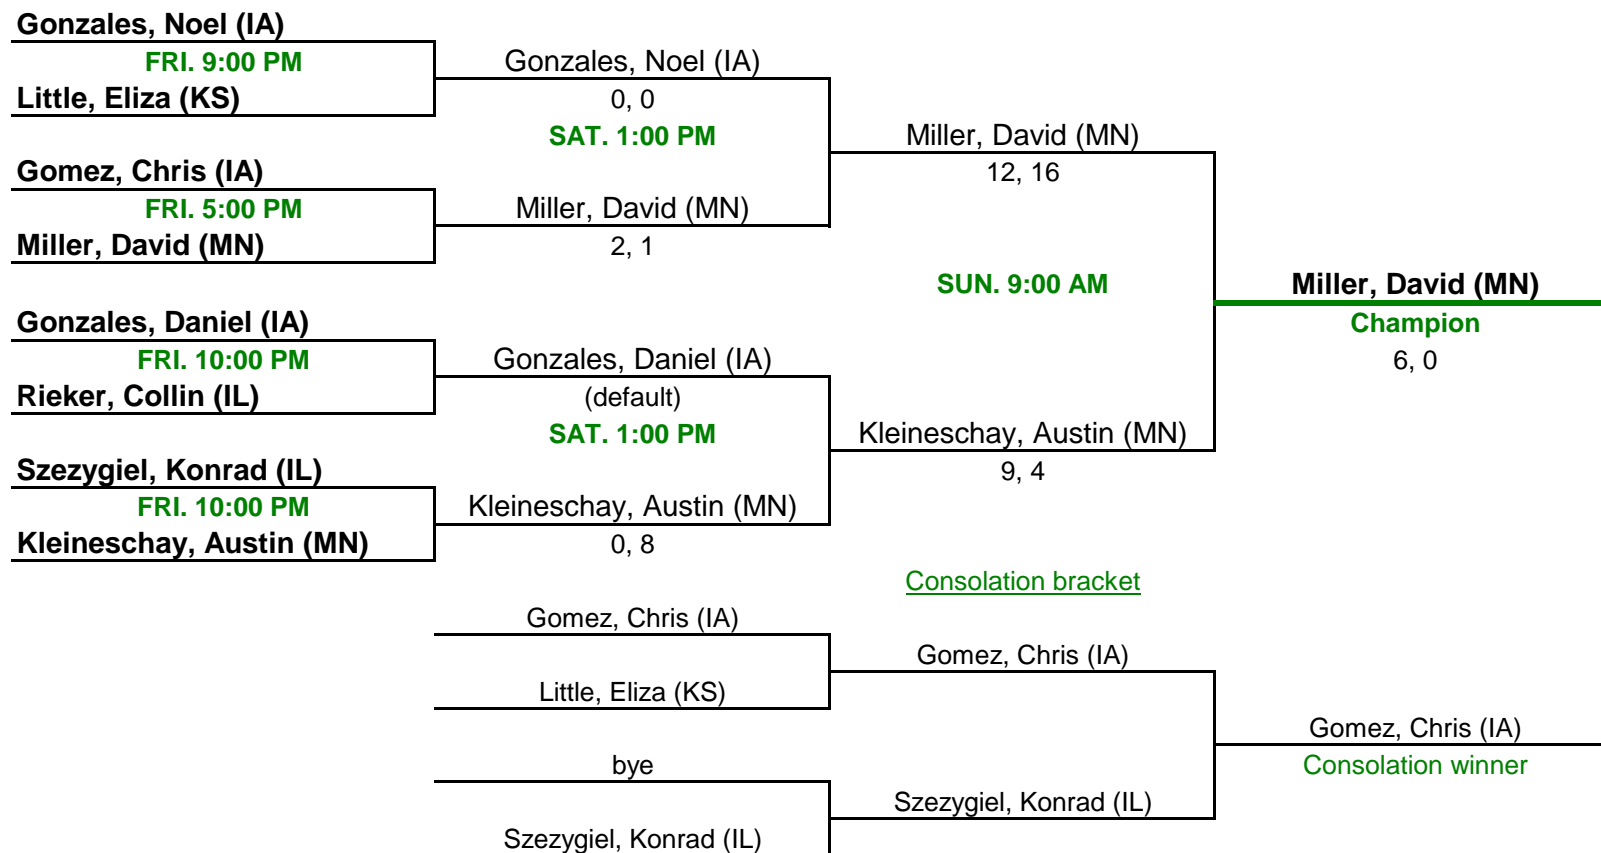 Gonzales, Noel (IA)
FRI. 9:00 PM
Little, Eliza (KS)
Gonzales, Noel (IA)
0, 0
SAT. 1:00 PM
Gomez, Chris (IA)
FRI. 5:00 PM
Miller, David (MN)
Miller, David (MN)
2, 1
Miller, David (MN)
12, 16
SUN. 9:00 AM
Miller, David (MN)
Champion
6, 0
Gonzales, Daniel (IA)
FRI. 10:00 PM
Rieker, Collin (IL)
Gonzales, Daniel (IA)
(default)
SAT. 1:00 PM
Szezygiel, Konrad (IL)
FRI. 10:00 PM
Kleineschay, Austin (MN)
Kleineschay, Austin (MN)
0, 8
Kleineschay, Austin (MN)
9, 4
Consolation bracket
Gomez, Chris (IA)
Little, Eliza (KS)
Gomez, Chris (IA)
bye
Szezygiel, Konrad (IL)
Szezygiel, Konrad (IL)
Gomez, Chris (IA)
Consolation winner